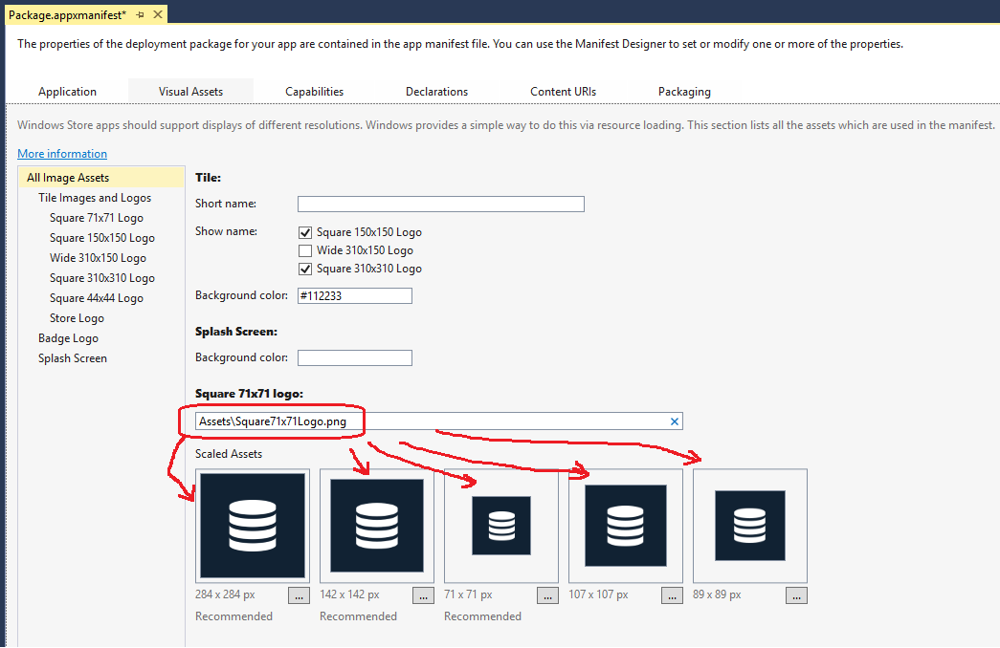 Package.appxmanifest*
The properties of the deployment package for your app are contained in the app manifest file. You can use the Manifest Designer to set or modify one or more of the properties.
Application Visual Assets Capabilities Declarations Content URIs Packaging
Windows Store apps should support displays of different resolutions. Windows provides a simple way to do this via resource loading. This section lists all the assets which are used in the manifest.
More information
All Image Assets
Tile Images and Logos
Square 71x71 Logo
Square 150x150 Logo
Wide 310x150 Logo
Square 310x310 Logo
Square 44x44 Logo
Store Logo
Badge Logo
Splash Screen
Tile:
Short name:
Show name:
Square 150x150 Logo
Wide 310x150 Logo
Square 310x310 Logo
Background color: #112233
Splash Screen:
Background color:
Square 71x71 logo:
Assets\Square71x71Logo.png
Scaled Assets
284 x 284 px ... 142 x 142 px ... 71 x 71 px ... 107 x 107 px ... 89 x 89 px ...
Recommended Recommended Recommended